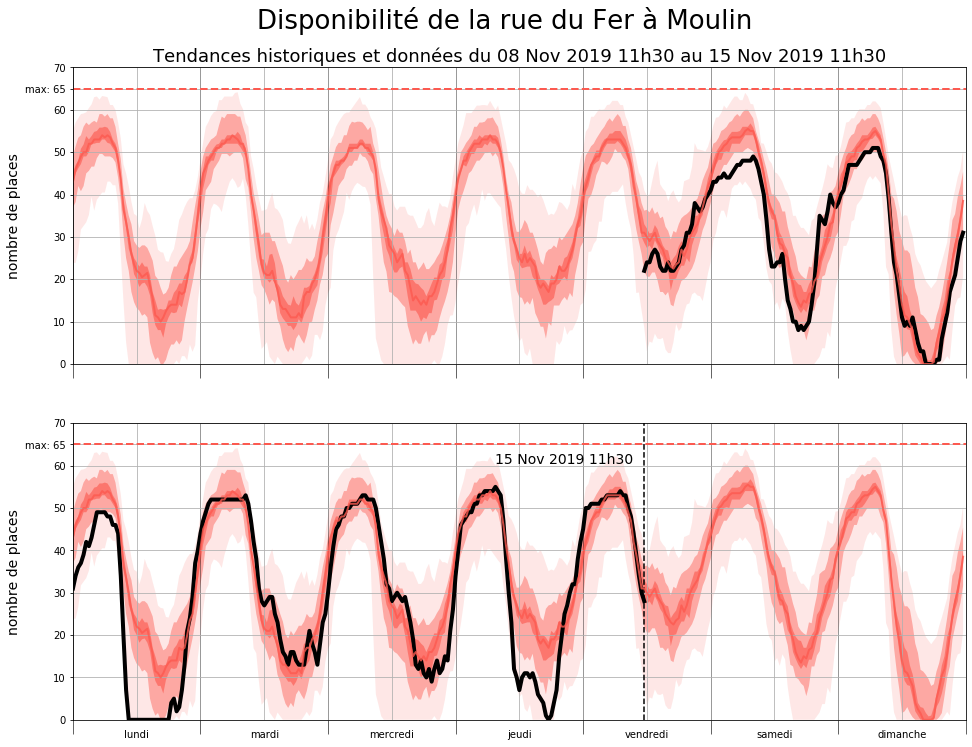 Disponibilité de la rue du Fer à Moulin
Tendances historiques et données du 08 Nov 2019 11h30 au 15 Nov 2019 11h30
70
max: 65
60
50
40
30
20
10
0
nombre de places
70
max: 65
60
50
40
30
20
10
0
nombre de places
15 Nov 2019 11h30
lundi mardi mercredi jeudi vendredi samedi dimanche